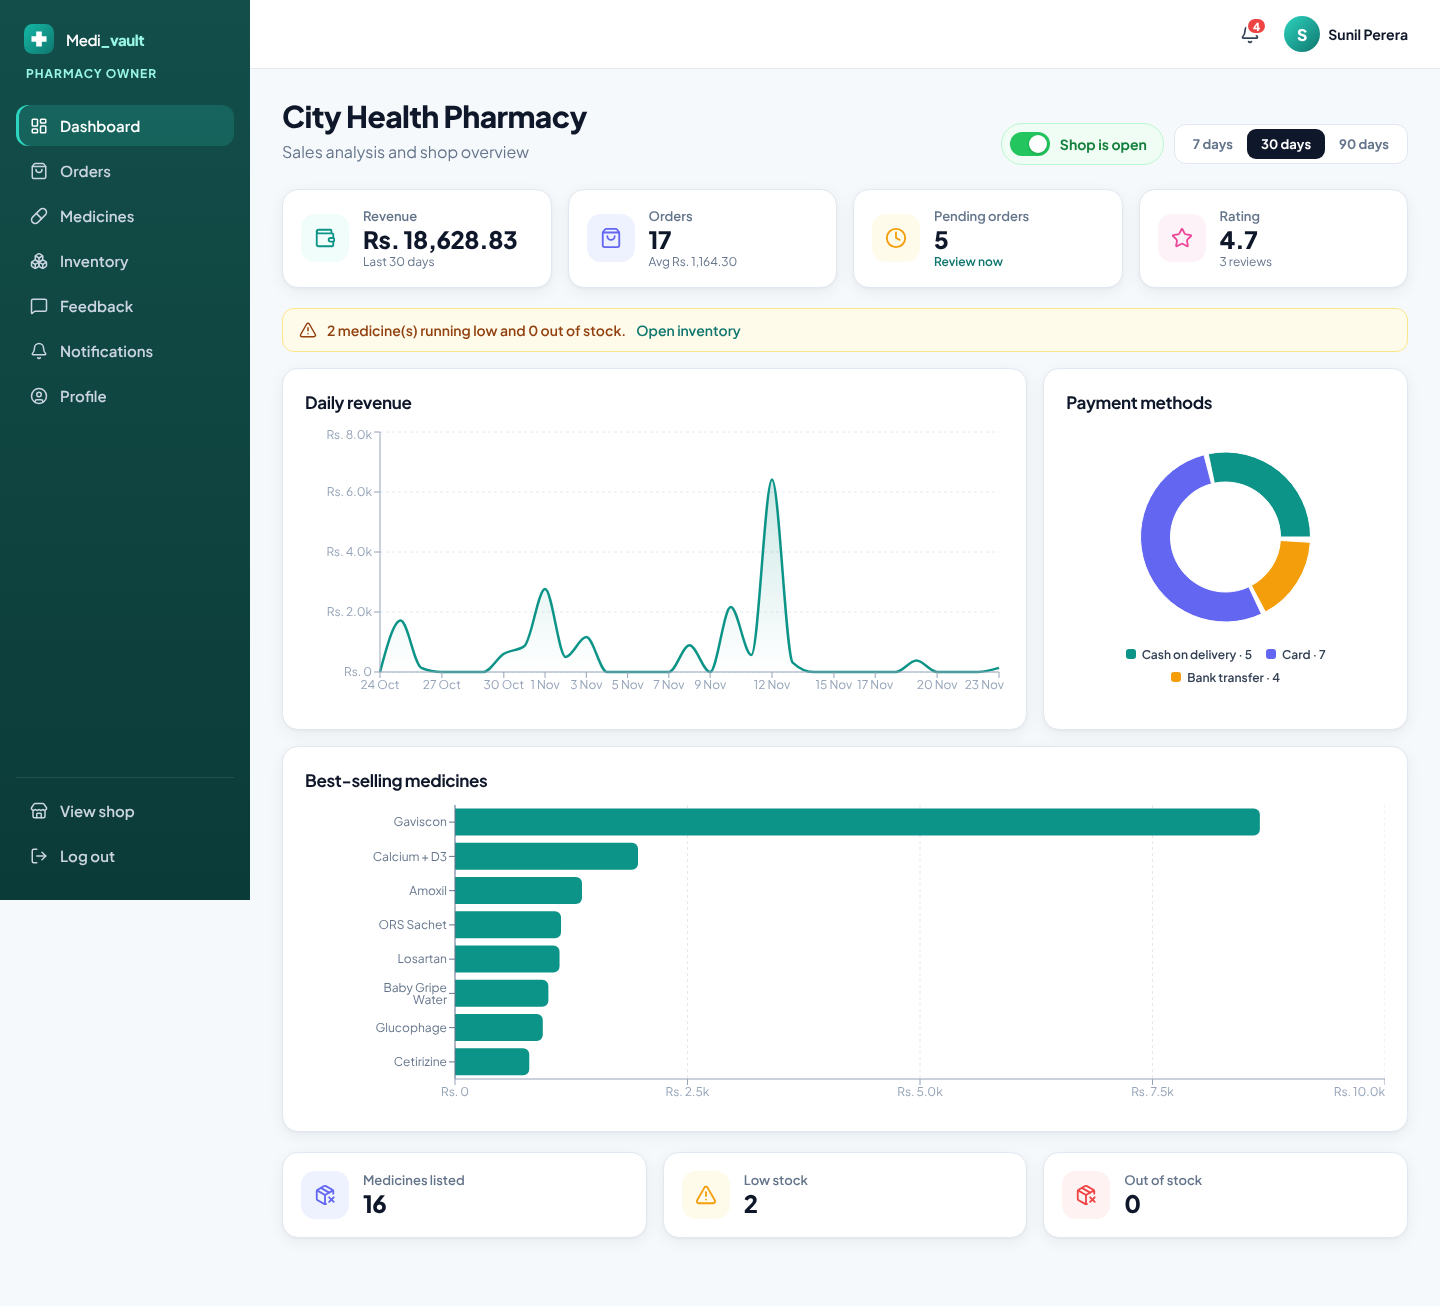 Medi_vault
PHARMACY OWNER
Dashboard
Orders
Medicines
Inventory
Feedback
Notifications
Profile
View shop
Log out
4
S
Sunil Perera
City Health Pharmacy
Sales analysis and shop overview
Shop is open
7 days
30 days
90 days
Revenue
Rs. 18,628.83
Last 30 days
Orders
17
Avg Rs. 1,164.30
Pending orders
5
Review now
Rating
4.7
3 reviews
2 medicine(s) running low and 0 out of stock. Open inventory
Daily revenue
Rs. 8.0k
Rs. 6.0k
Rs. 4.0k
Rs. 2.0k
Rs. 0
24 Oct 27 Oct 30 Oct 1 Nov 3 Nov 5 Nov 7 Nov 9 Nov 12 Nov 15 Nov 17 Nov 20 Nov 23 Nov
Payment methods
Cash on delivery · 5 Card · 7
Bank transfer · 4
Best-selling medicines
Gaviscon
Calcium + D3
Amoxil
ORS Sachet
Losartan
Baby Gripe
Water
Glucophage
Cetirizine
Rs. 0 Rs. 2.5k Rs. 5.0k Rs. 7.5k Rs. 10.0k
Medicines listed
16
Low stock
2
Out of stock
0